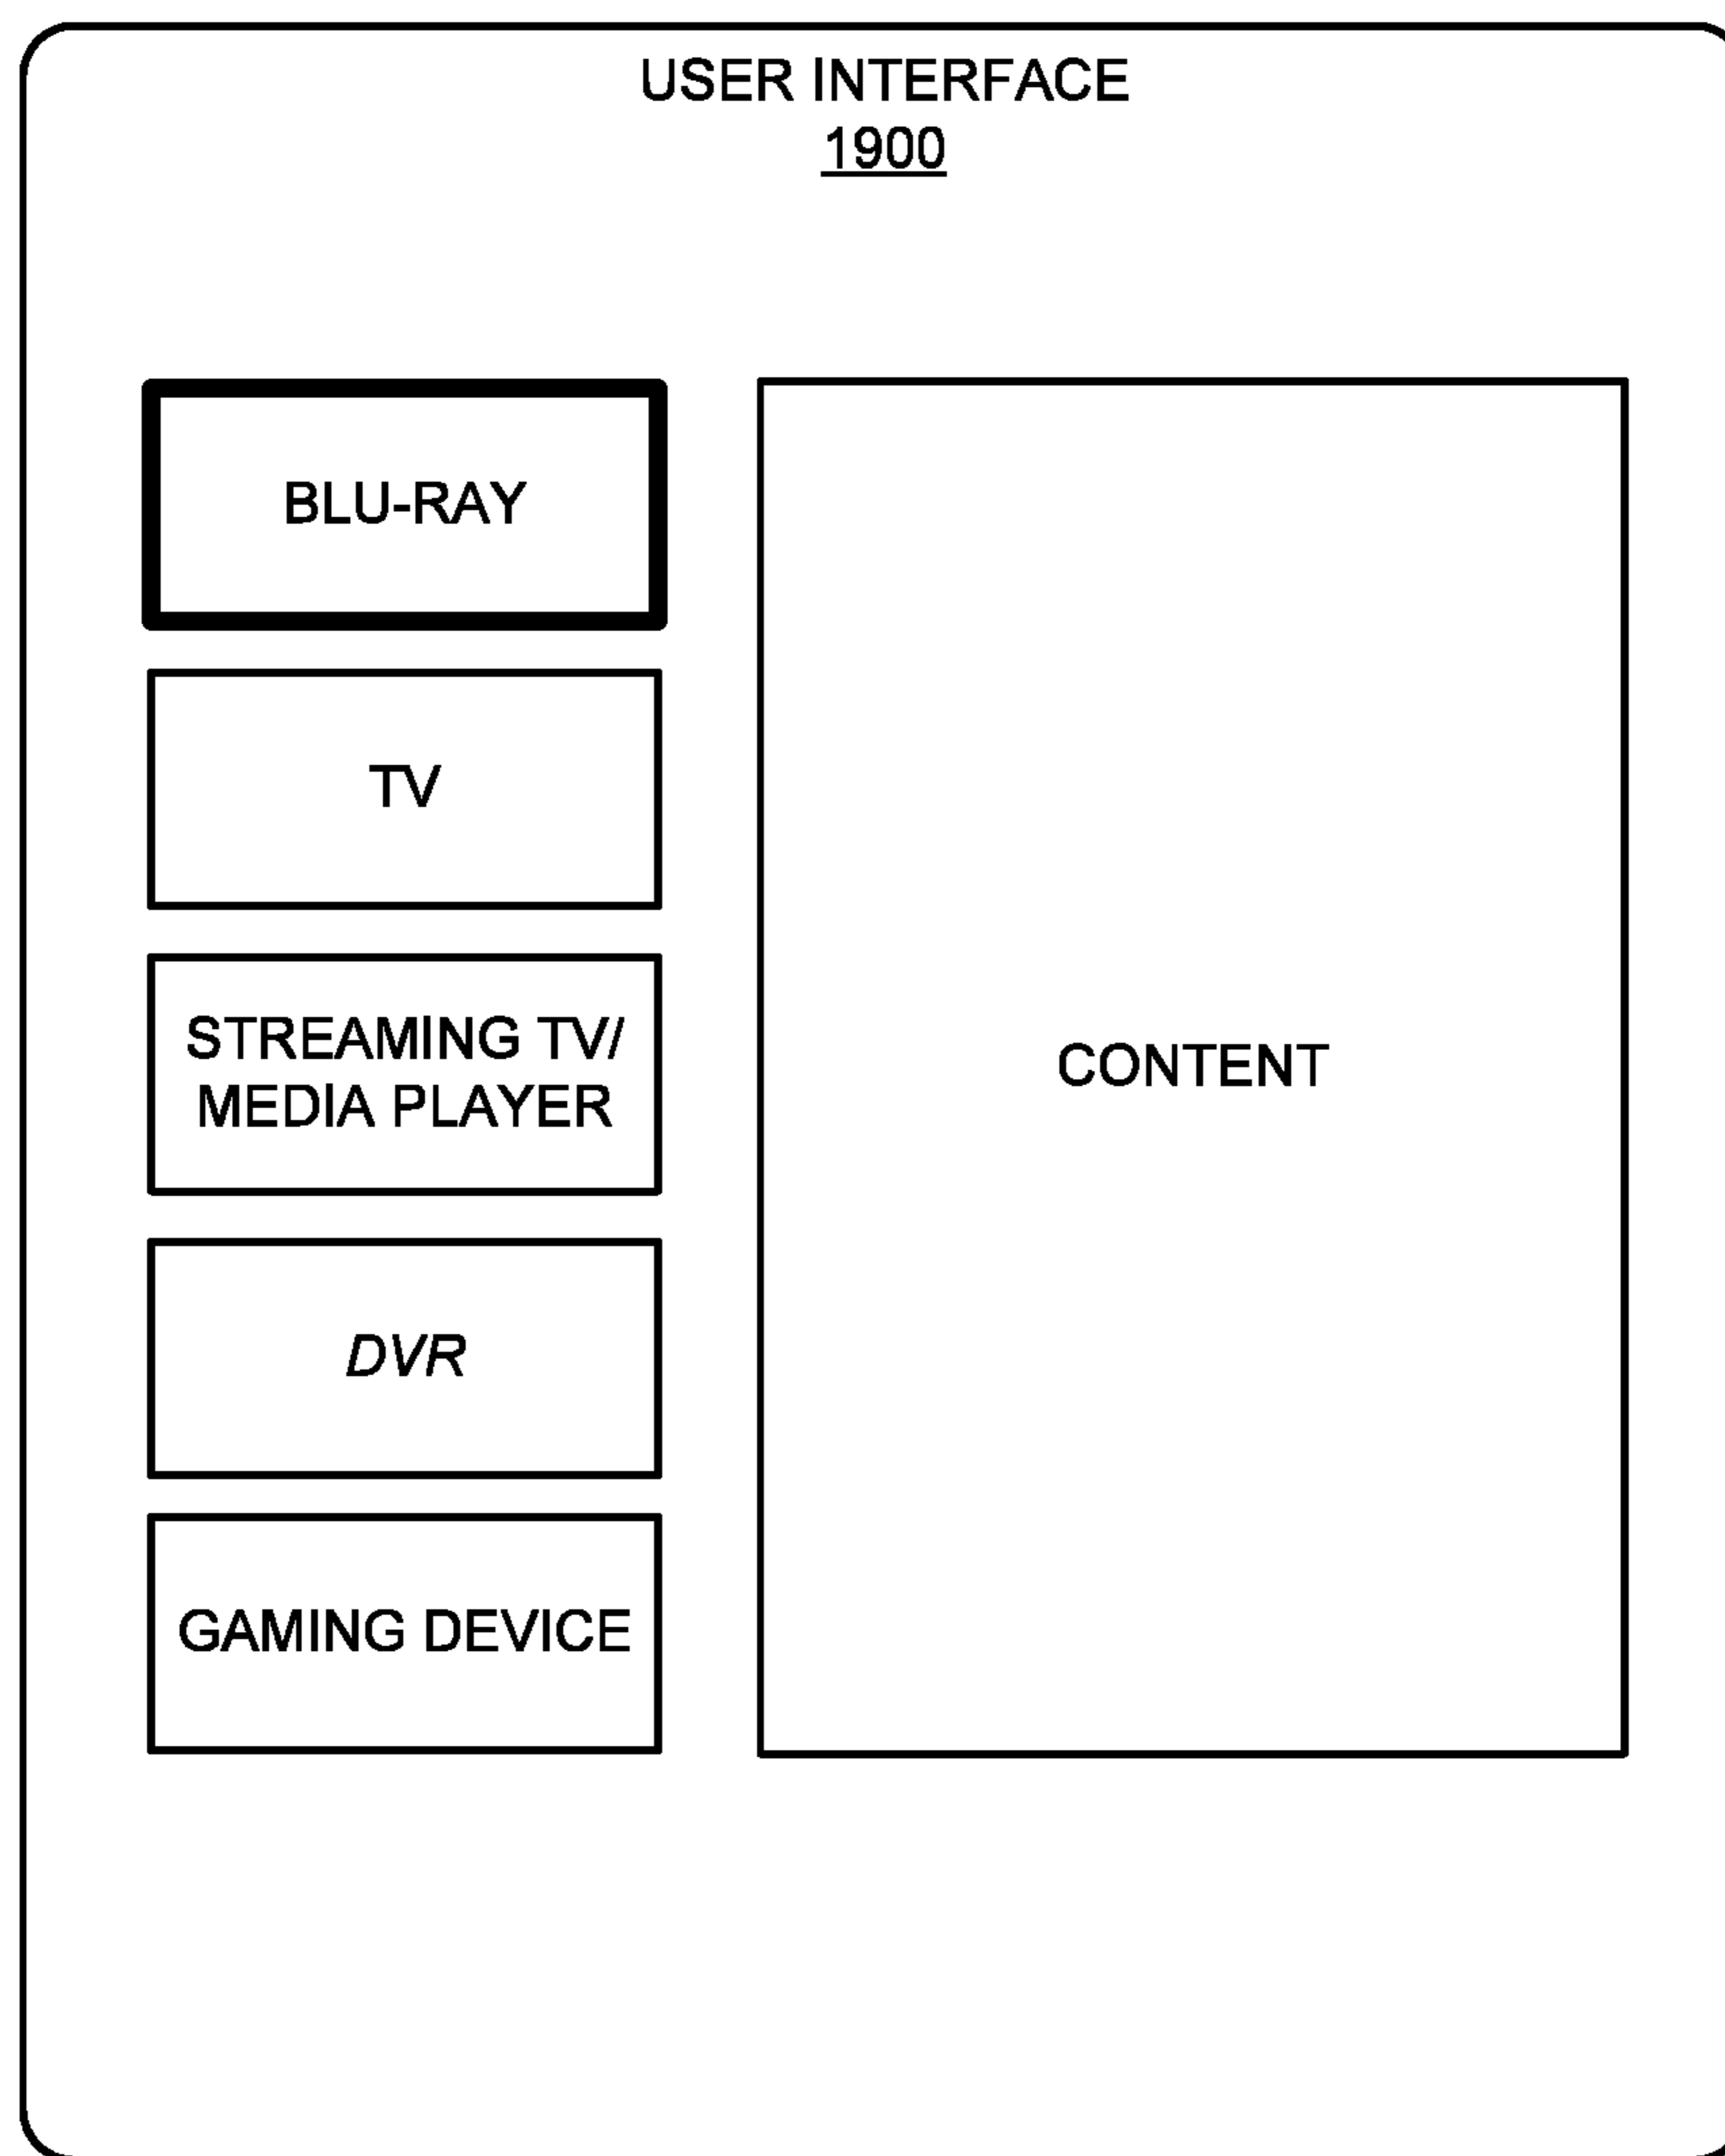 USER INTERFACE
1900
BLU-RAY
TV
STREAMING TV/
MEDIA PLAYER
DVR
GAMING DEVICE
CONTENT